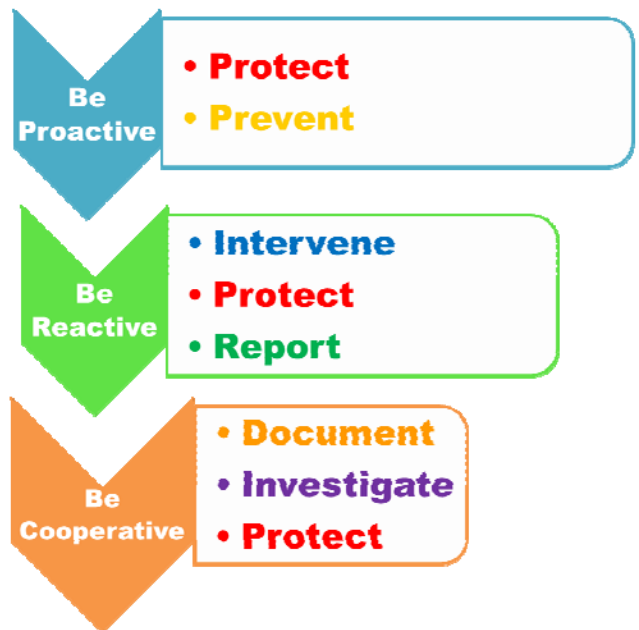 Be
Proactive
• Protect
• Prevent
Be
Reactive
• Intervene
• Protect
• Report
Be
Cooperative
• Document
• Investigate
• Protect